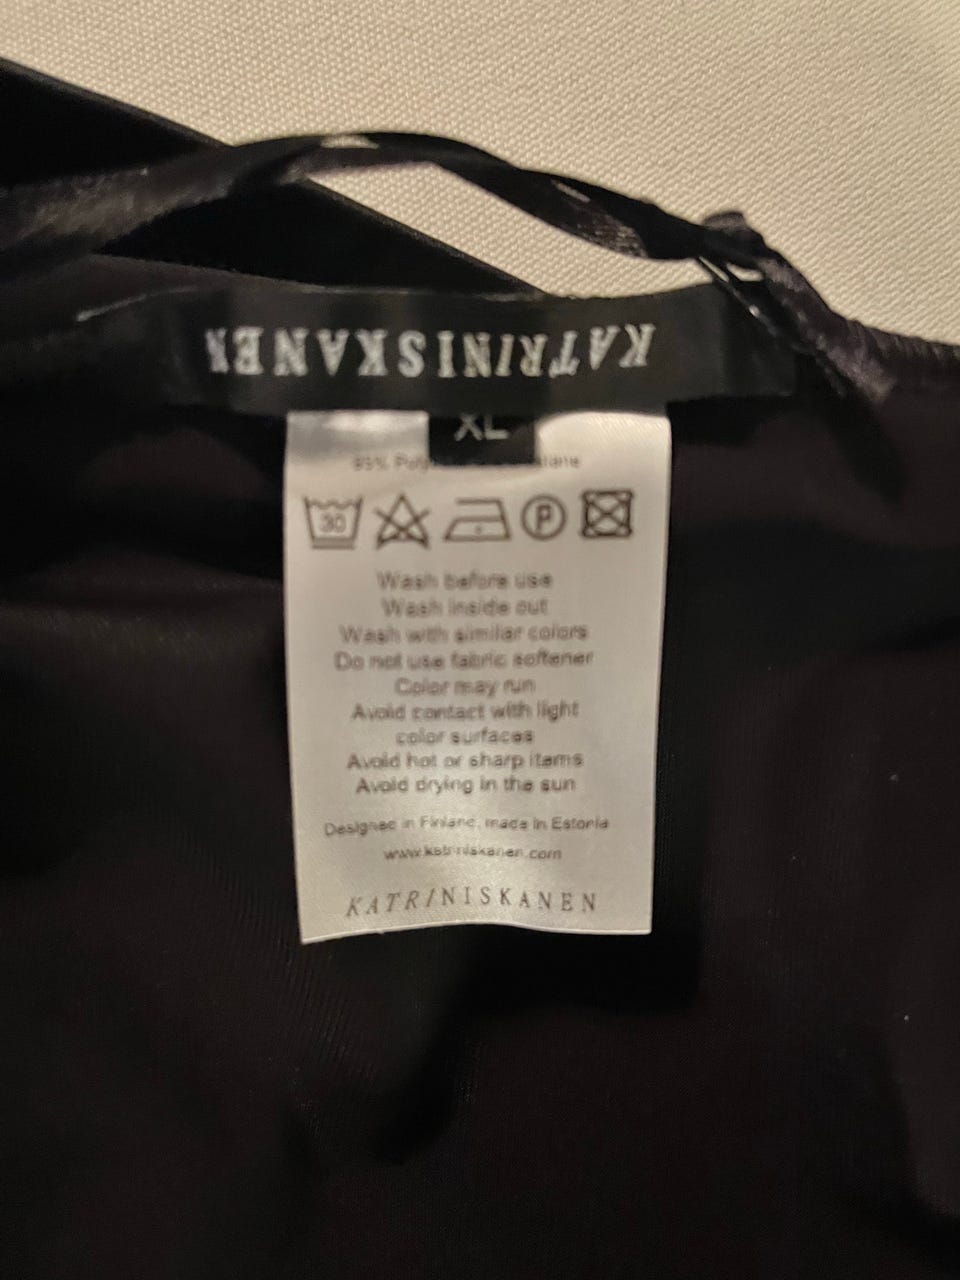 KATRINISKANEN
XL
30
P
Wash before use
Wash inside out
Wash with similar colors
Do not use fabric softener
Color may run
Avoid contact with light
color surfaces
Avoid hot or sharp items
Avoid drying in the sun
Designed in Finland, made in Estonia
www.katriniskanen.com
KATRINISKANEN